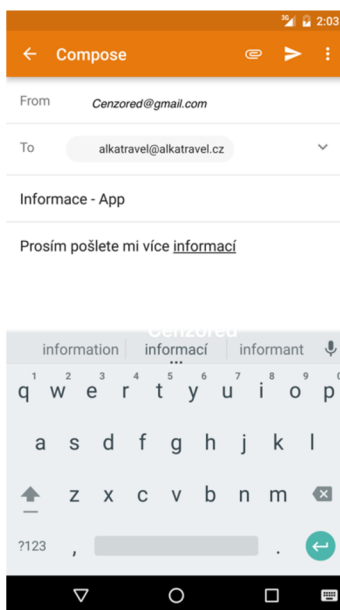 3G 2:03
Compose
From Cenzored@gmail.com
To alkatravel@alkatravel.cz
Informace - App
Prosím pošlete mi více informací
Cenzored
information informací informant
1 2 3 4 5 6 7 8 9 0
q w e r t y u i o p
a s d f g h j k l
z x c v b n m
?123 , .